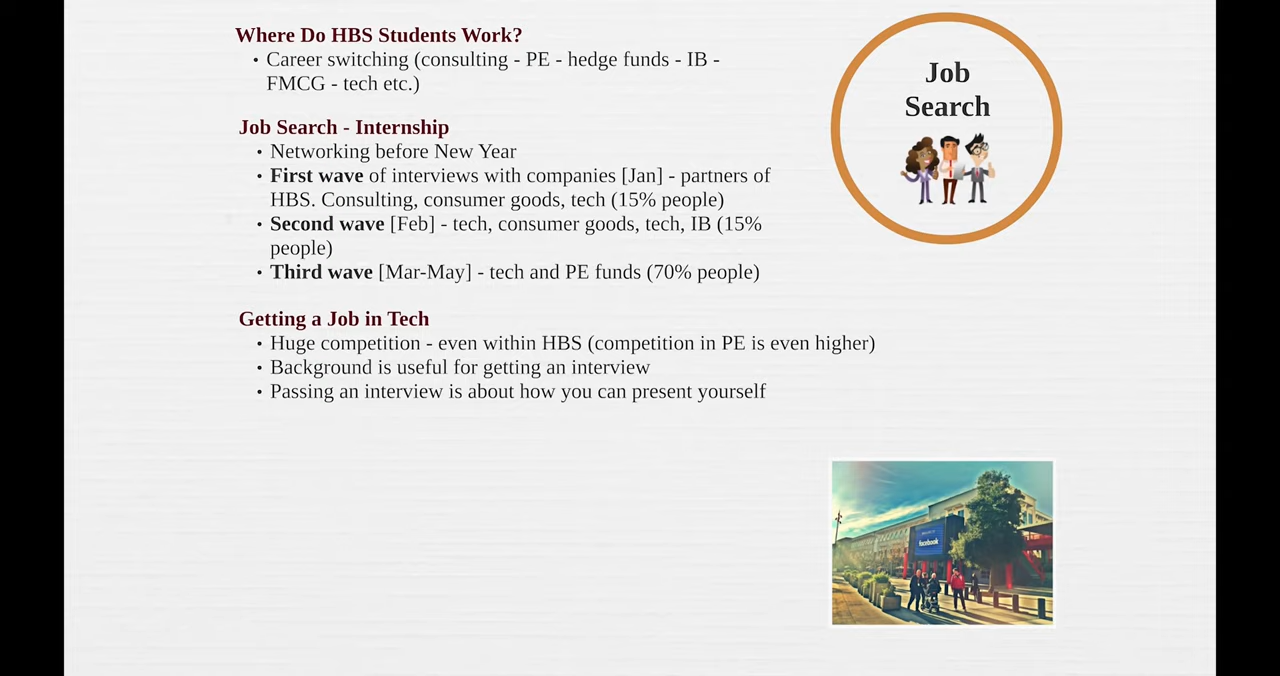 Where Do HBS Students Work?
• Career switching (consulting - PE - hedge funds - IB -
FMCG - tech etc.)
Job Search - Internship
• Networking before New Year
• First wave of interviews with companies [Jan] - partners of
HBS. Consulting, consumer goods, tech (15% people)
• Second wave [Feb] - tech, consumer goods, tech, IB (15%
people)
• Third wave [Mar-May] - tech and PE funds (70% people)
Getting a Job in Tech
• Huge competition - even within HBS (competition in PE is even higher)
• Background is useful for getting an interview
• Passing an interview is about how you can present yourself
Job
Search
facebook